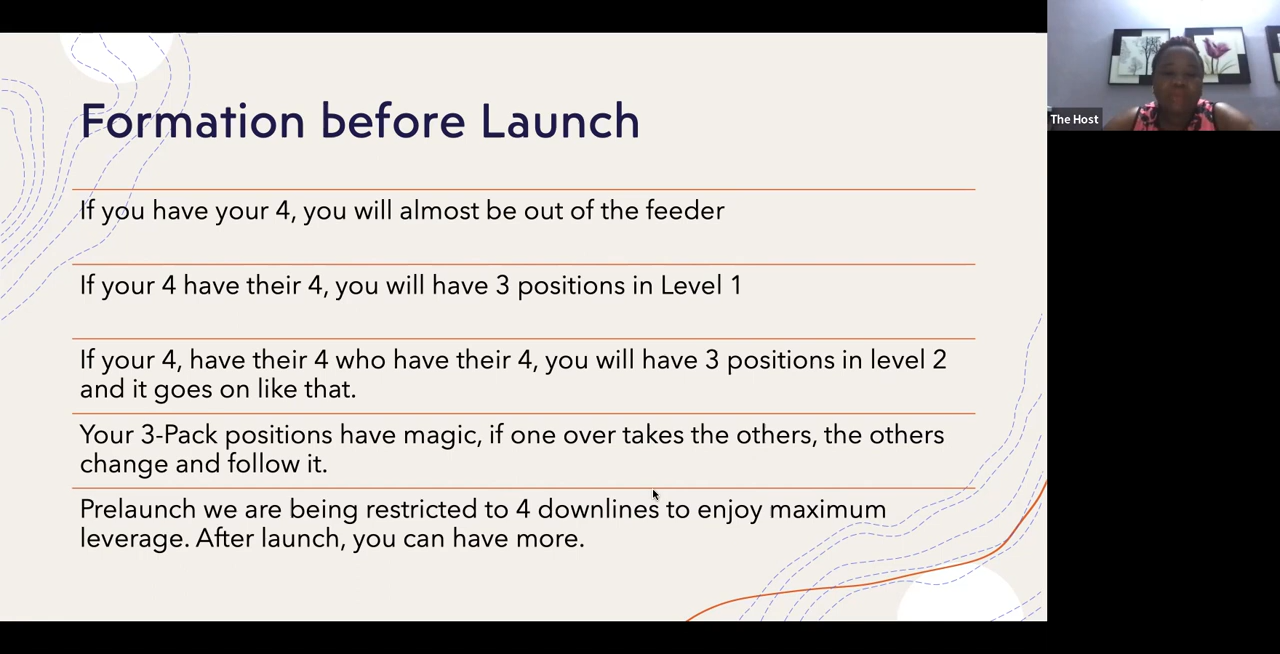 Formation before Launch
If you have your 4, you will almost be out of the feeder
If your 4 have their 4, you will have 3 positions in Level 1
If your 4, have their 4 who have their 4, you will have 3 positions in level 2
and it goes on like that.
Your 3-Pack positions have magic, if one over takes the others, the others
change and follow it.
Prelaunch we are being restricted to 4 downlines to enjoy maximum
leverage. After launch, you can have more.
The Host